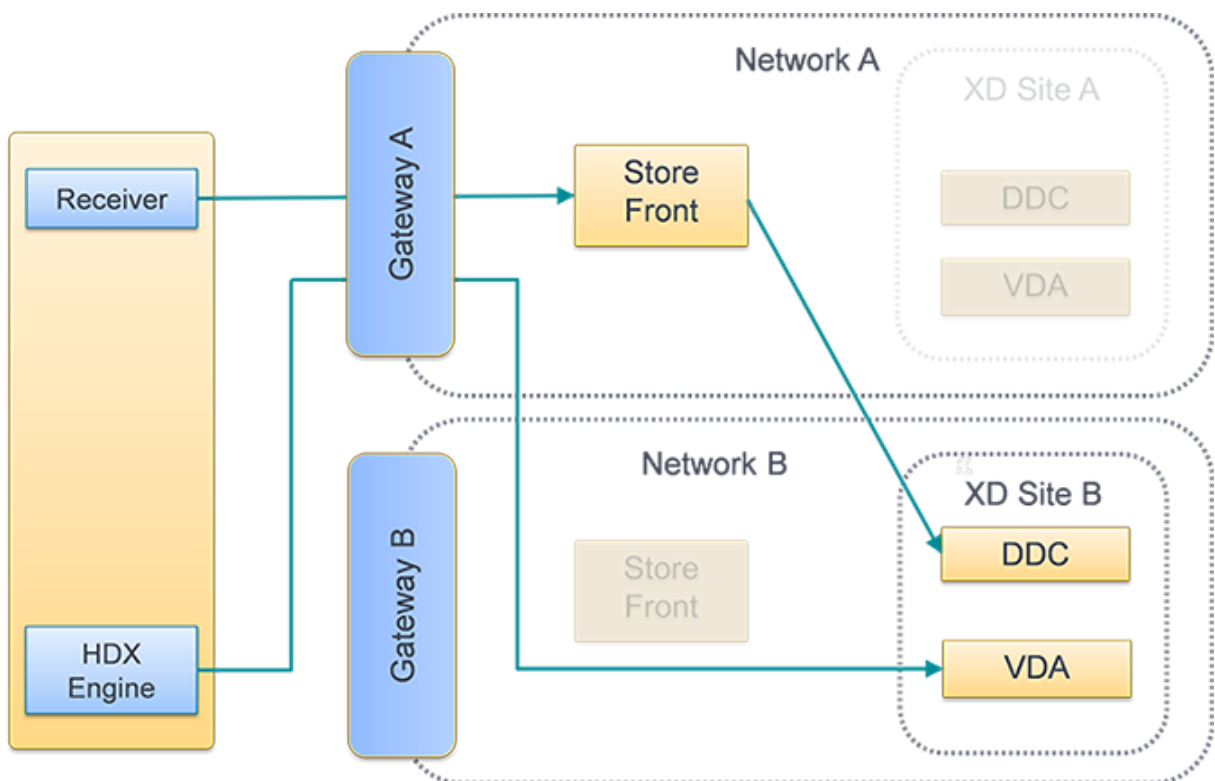 Network A
XD Site A
Gateway A
Receiver
Store
Front
DDC
VDA
Network B
XD Site B
Gateway B
Store
Front
DDC
HDX
Engine
VDA